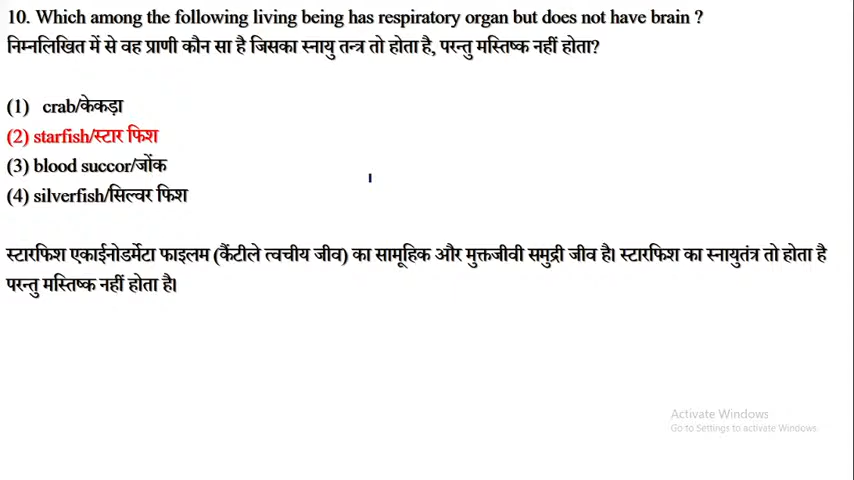 10. Which among the following living being has respiratory organ but does not have brain ?
निम्नलिखित में से वह प्राणी कौन सा है जिसका स्नायु तन्त्र तो होता है, परन्तु मस्तिष्क नहीं होता?
(1) crab/केकड़ा
(2) starfish/स्टार फिश
(3) blood succor/जोंक
(4) silverfish/सिल्वर फिश
स्टारफिश एकाईनोडर्मेटा फाइलम (कँटीले त्वचीय जीव) का सामूहिक और मुक्तजीवी समुद्री जीव है। स्टारफिश का स्नायुतंत्र तो होता है
परन्तु मस्तिष्क नहीं होता है।
Activate Windows
Go to Settings to activate Windows.